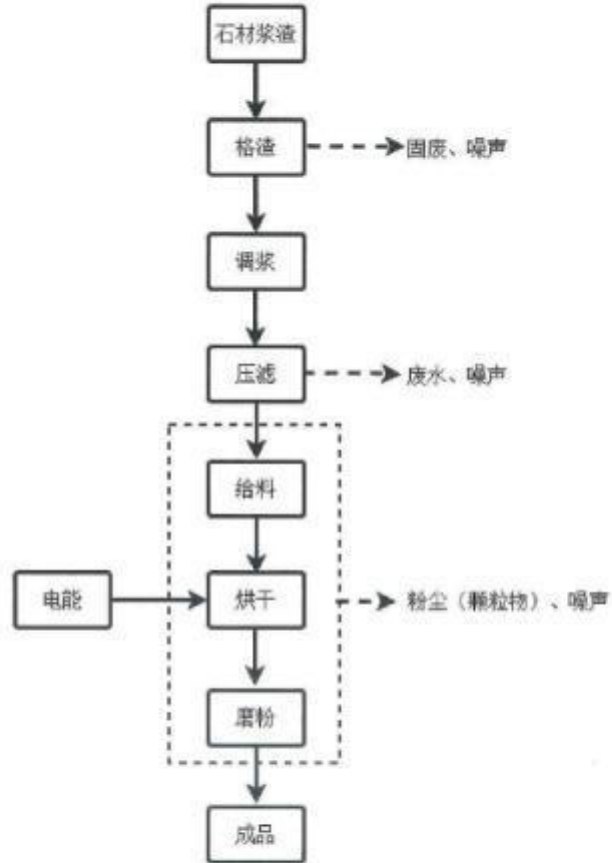 石材浆渣
格渣
固废、噪声
调浆
压滤
废水、噪声
给料
电能
烘干
粉尘（颗粒物）、噪声
磨粉
成品